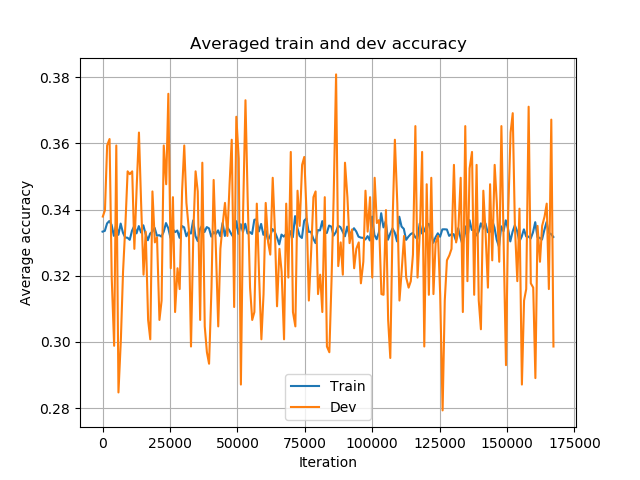 Averaged train and dev accuracy
0.38
0.36
0.34
0.32
0.30
0.28
Average accuracy
Train
Dev
0 25000 50000 75000 100000 125000 150000 175000
Iteration